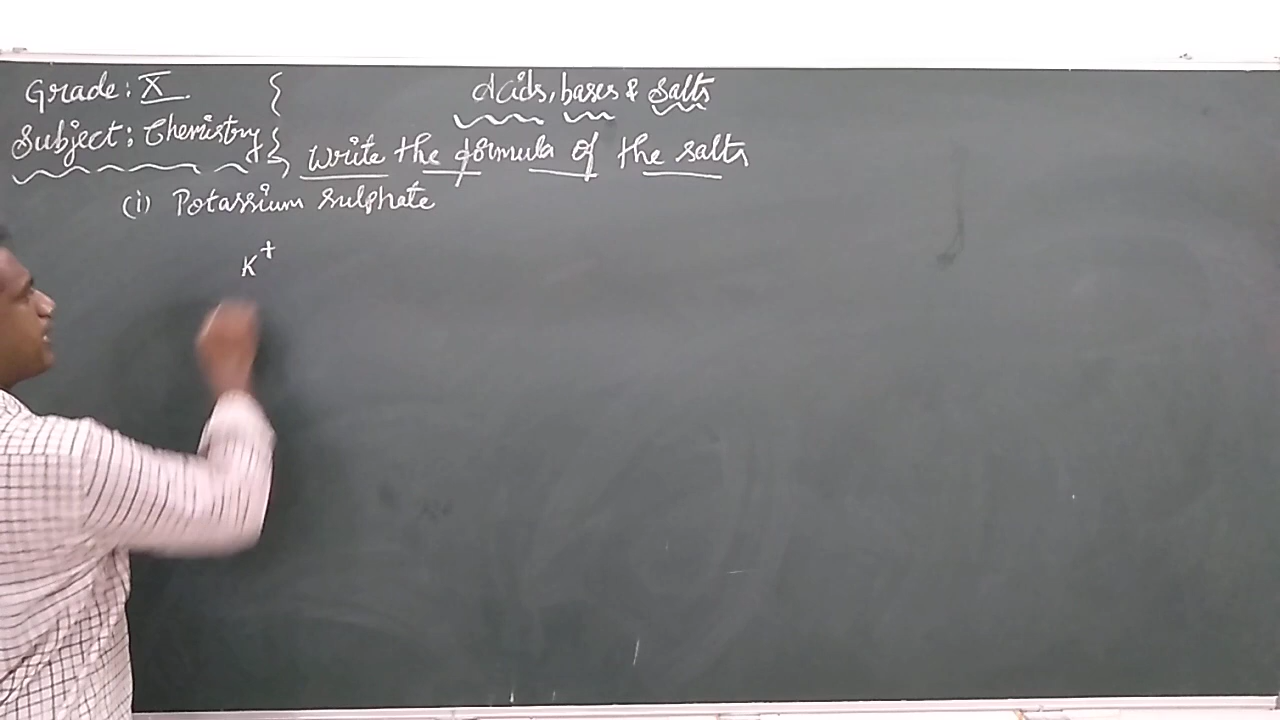 Grade: X
Acids, bases & salts
Subject: Chemistry
Write the formula of the salts
(i) Potassium sulphate
K+